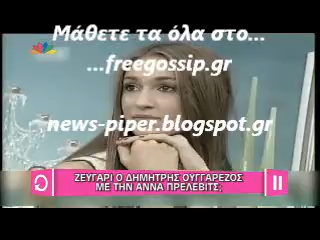 Μάθετε τα όλα στο...
...freegossip.gr
news-piper.blogspot.gr
ΖΕΥΓΑΡΙ Ο ΔΗΜΗΤΡΗΣ ΟΥΓΓΑΡΕΖΟΣ
ΜΕ ΤΗΝ ΑΝΝΑ ΠΡΕΛΕΒΙΤΣ,